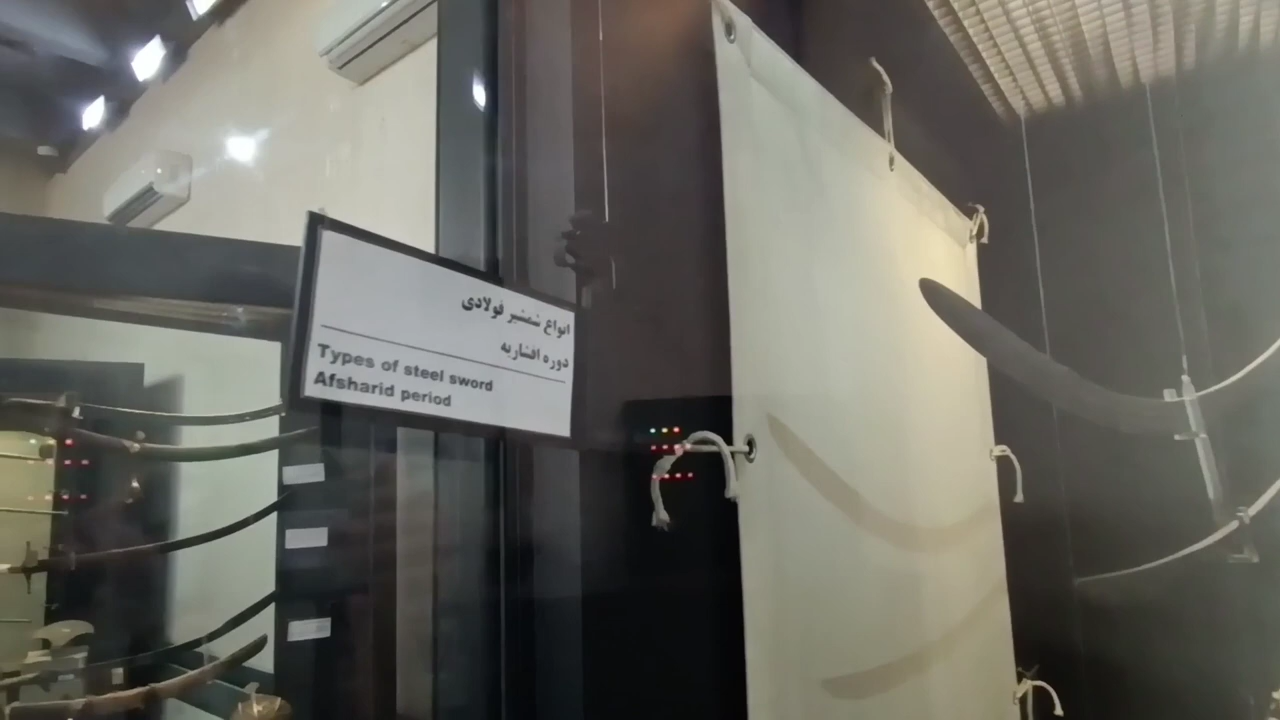 انواع شمشیر فولادی
دوره افشاریه
Types of steel sword
Afsharid period